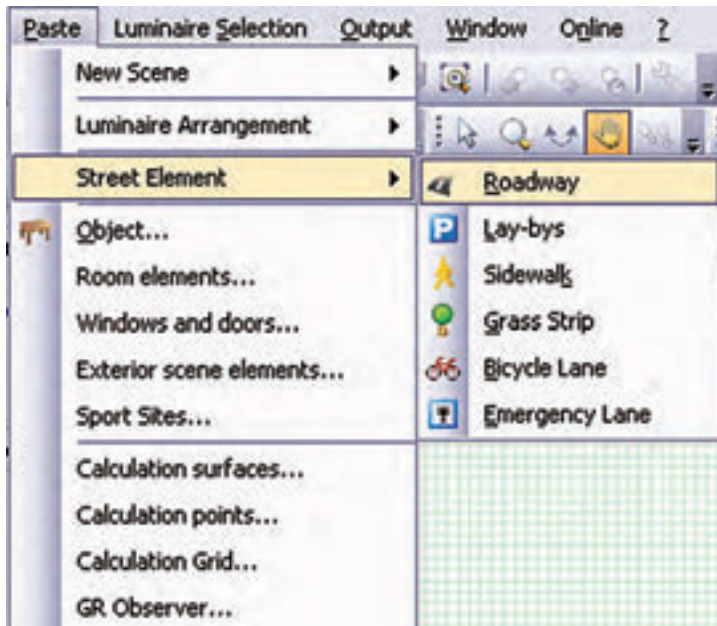 Paste Luminaire Selection Output Window Online ?
New Scene
Luminaire Arrangement
Street Element
Object...
Room elements...
Windows and doors...
Exterior scene elements...
Sport Sites...
Calculation surfaces...
Calculation points...
Calculation Grid...
GR Observer...
Roadway
P Lay-bys
Sidewalk
Grass Strip
Bicycle Lane
Emergency Lane